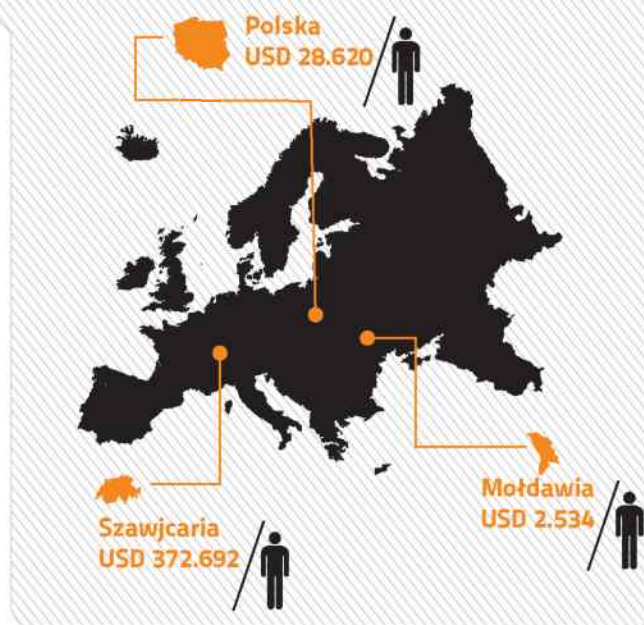 Polska
USD 28.620
Szawjcaria
USD 372.692
Mołdawia
USD 2.534